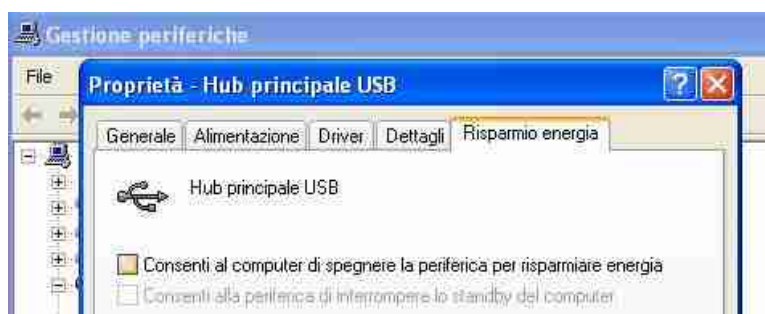 Gestione periferiche
File
Proprietà - Hub principale USB
Generale Alimentazione Driver Dettagli Risparmio energia
Hub principale USB
Consenti al computer di spegnere la periferica per risparmiare energia
Consenti alla periferica di interrompere lo standby del computer